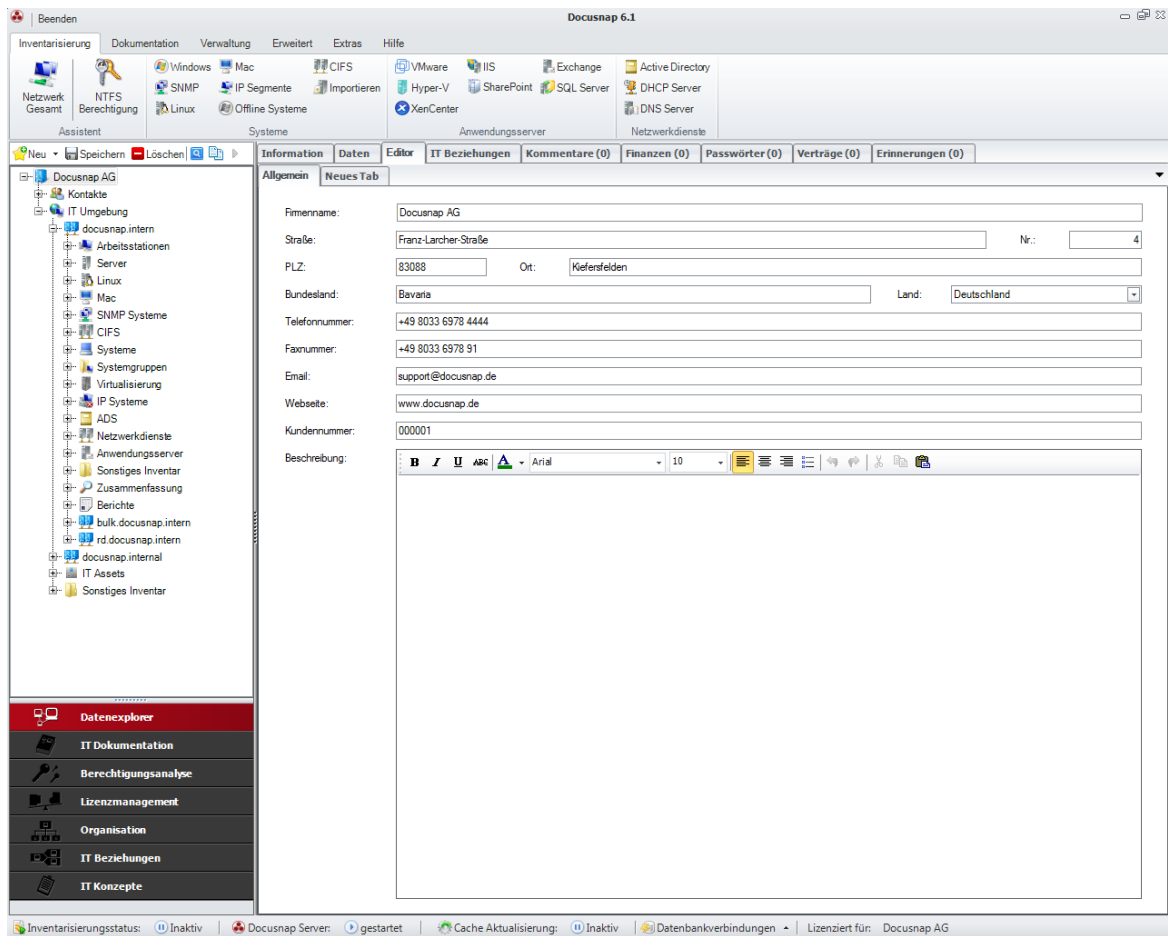 Beenden Docusnap 6.1
Inventarisierung Dokumentation Verwaltung Erweitert Extras Hilfe
Netzwerk Gesamt
NTFS Berechtigung
Assistent
Windows Mac CIFS
SNMP IP Segmente Importieren
Linux Offline Systeme
Systeme
VMware IIS Exchange
Hyper-V SharePoint SQL Server
XenCenter
Anwendungsserver
Active Directory
DHCP Server
DNS Server
Netzwerkdienste
Neu Speichern Löschen
Docusnap AG
Kontakte
IT Umgebung
docusnap.intern
Arbeitsstationen
Server
Linux
Mac
SNMP Systeme
CIFS
Systeme
Systemgruppen
Virtualisierung
IP Systeme
ADS
Netzwerkdienste
Anwendungsserver
Sonstiges Inventar
Zusammenfassung
Berichte
bulk.docusnap.intern
rd.docusnap.intern
docusnap.internal
IT Assets
Sonstiges Inventar
Datenexplorer
IT Dokumentation
Berechtigungsanalyse
Lizenzmanagement
Organisation
IT Beziehungen
IT Konzepte
Information Daten Editor IT Beziehungen Kommentare (0) Finanzen (0) Passwörter (0) Verträge (0) Erinnerungen (0)
Allgemein Neues Tab
Firmenname: Docusnap AG
Straße: Franz-Larcher-Straße Nr.: 4
PLZ: 83088 Ort: Kiefersfelden
Bundesland: Bavaria Land: Deutschland
Telefonnummer: +49 8033 6978 4444
Faxnummer: +49 8033 6978 91
Email: support@docusnap.de
Webseite: www.docusnap.de
Kundennummer: 000001
Beschreibung: B I U ABC A Arial 10
Inventarisierungsstatus: Inaktiv Docusnap Server: gestartet Cache Aktualisierung: Inaktiv Datenbankverbindungen Lizenziert für: Docusnap AG